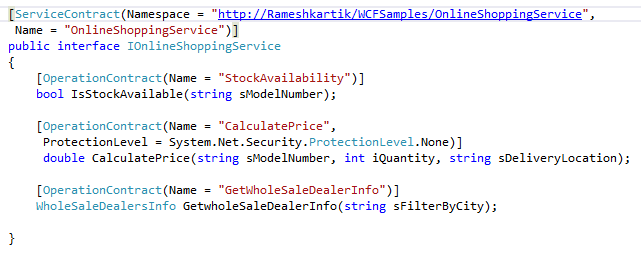 [ServiceContract(Namespace = "http://Rameshkartik/WCFSamples/OnlineShoppingService",
Name = "OnlineShoppingService")]
public interface IOnlineShoppingService
{
[OperationContract(Name = "StockAvailability")]
bool IsStockAvailable(string sModelNumber);
[OperationContract(Name = "CalculatePrice",
ProtectionLevel = System.Net.Security.ProtectionLevel.None)]
double CalculatePrice(string sModelNumber, int iQuantity, string sDeliveryLocation);
[OperationContract(Name = "GetWholeSaleDealerInfo")]
WholeSaleDealersInfo GetwholeSaleDealerInfo(string sFilterByCity);
}